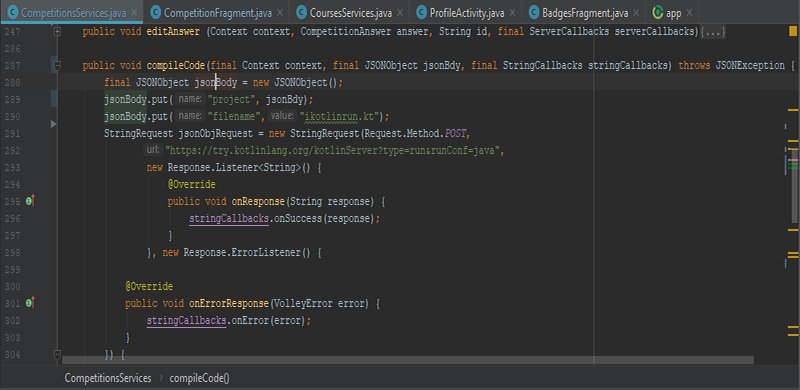 CompetitionsServices.java × CompetitionFragment.java × CoursesServices.java × ProfileActivity.java × BadgesFragment.java × app ×
247 public void editAnswer (Context context, CompetitionAnswer answer, String id, final ServerCallbacks serverCallbacks){...}
286
287 public void compileCode(final Context context, final JSONObject jsonBdy, final StringCallbacks stringCallbacks) throws JSONException {
288 final JSONObject jsonBody = new JSONObject();
289 jsonBody.put( name: "project", jsonBdy);
290 jsonBody.put( name: "filename", value: "ikotlinrun.kt");
291 StringRequest jsonObjRequest = new StringRequest(Request.Method.POST,
292 url: "https://try.kotlinlang.org/kotlinServer?type=run&runConf=java",
293 new Response.Listener<String>() {
294 @Override
295 public void onResponse(String response) {
296 stringCallbacks.onSuccess(response);
297 }
298 }, new Response.ErrorListener() {
300 @Override
301 public void onErrorResponse(VolleyError error) {
302 stringCallbacks.onError(error);
303 }
304 }) {
CompetitionsServices > compileCode()